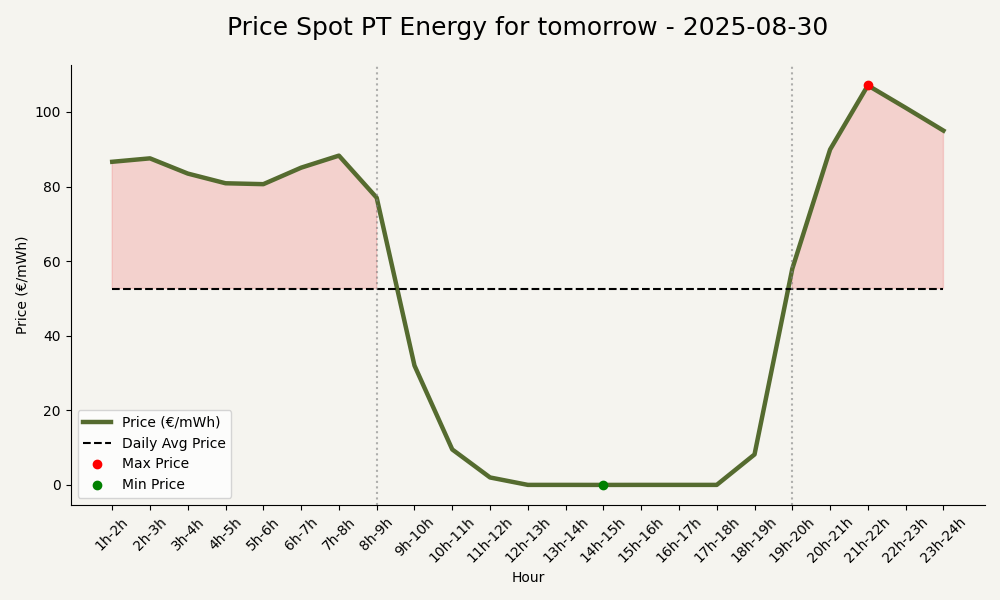 Price Spot PT Energy for tomorrow - 2025-08-30
Price (€/mWh)
100
80
60
40
20
0
Price (€/mWh)
Daily Avg Price
Max Price
Min Price
1h-2h
2h-3h
3h-4h
4h-5h
5h-6h
6h-7h
7h-8h
8h-9h
9h-10h
10h-11h
11h-12h
12h-13h
13h-14h
14h-15h
15h-16h
16h-17h
17h-18h
18h-19h
19h-20h
20h-21h
21h-22h
22h-23h
23h-24h
Hour